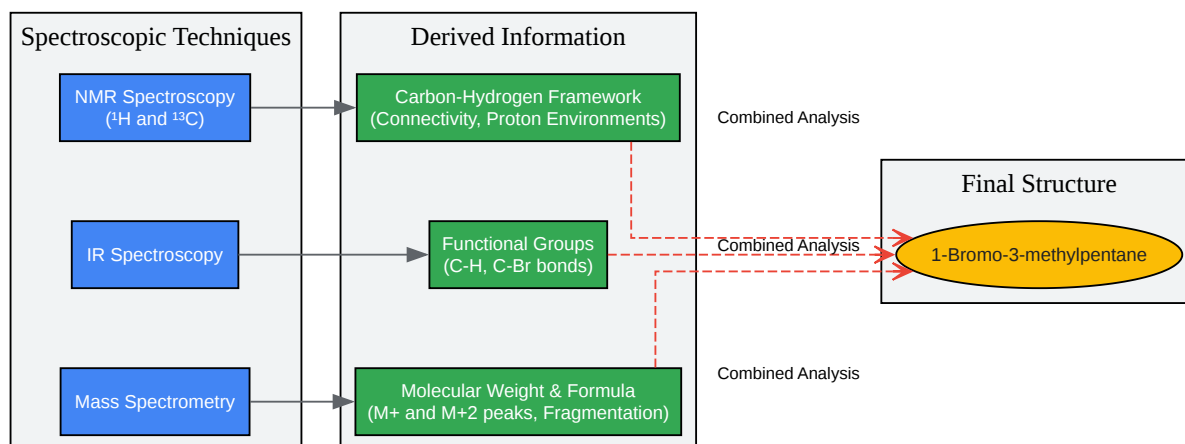 Spectroscopic Techniques
Derived Information
NMR Spectroscopy
(¹H and ¹³C)
Carbon-Hydrogen Framework
(Connectivity, Proton Environments)
Combined Analysis
Final Structure
IR Spectroscopy
Functional Groups
(C-H, C-Br bonds)
Combined Analysis
1-Bromo-3-methylpentane
Mass Spectrometry
Molecular Weight & Formula
(M+ and M+2 peaks, Fragmentation)
Combined Analysis